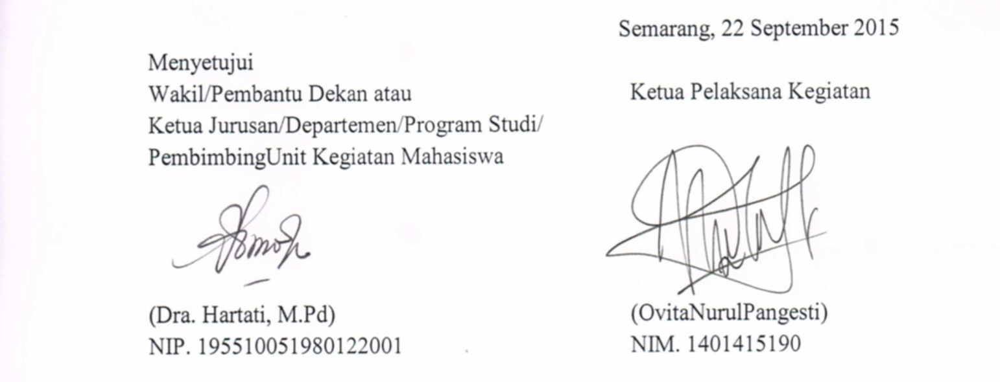 Semarang, 22 September 2015
Menyetujui
Wakil/Pembantu Dekan atau
Ketua Jurusan/Departemen/Program Studi/
PembimbingUnit Kegiatan Mahasiswa
Ketua Pelaksana Kegiatan
(Dra. Hartati, M.Pd)
NIP. 195510051980122001
(OvitaNurulPangesti)
NIM. 1401415190